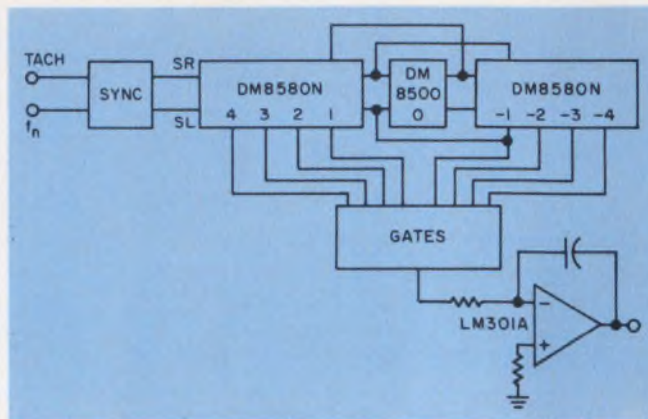 TACH
fn
SYNC
SR
SL
DM8580N
4 3 2 1
DM
8500
0
DM8580N
-1 -2 -3 -4
GATES
LM301A
-
+